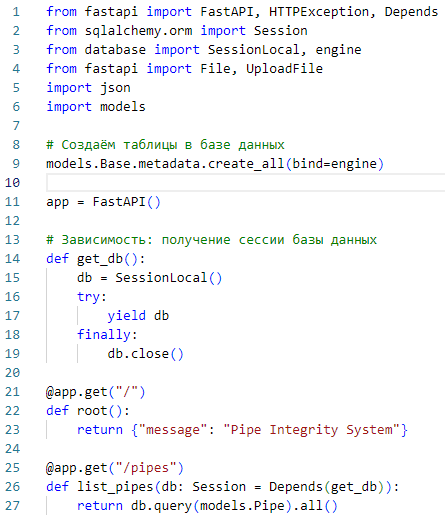 1 from fastapi import FastAPI, HTTPException, Depends
2 from sqlalchemy.orm import Session
3 from database import SessionLocal, engine
4 from fastapi import File, UploadFile
5 import json
6 import models
7
8 # Создаём таблицы в базе данных
9 models.Base.metadata.create_all(bind=engine)
10
11 app = FastAPI()
12
13 # Зависимость: получение сессии базы данных
14 def get_db():
15     db = SessionLocal()
16     try:
17         yield db
18     finally:
19         db.close()
20
21 @app.get("/")
22 def root():
23     return {"message": "Pipe Integrity System"}
24
25 @app.get("/pipes")
26 def list_pipes(db: Session = Depends(get_db)):
27     return db.query(models.Pipe).all()